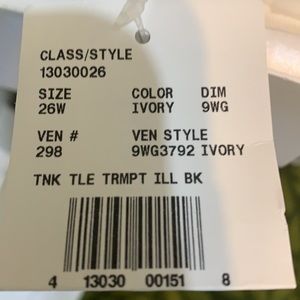 CLASS/STYLE
13030026
SIZE COLOR DIM
26W IVORY 9WG
VEN # VEN STYLE
298 9WG3792 IVORY
TNK TLE TRMPT ILL BK
4 13030 00151 8